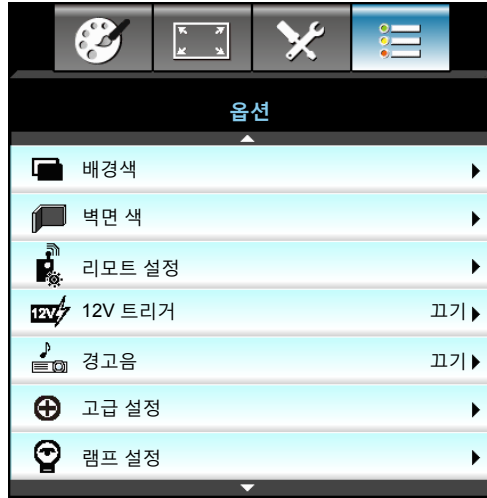 옵션
배경색
벽면 색
리모트 설정
12V 12V 트리거 끄기
경고음 끄기
고급 설정
램프 설정